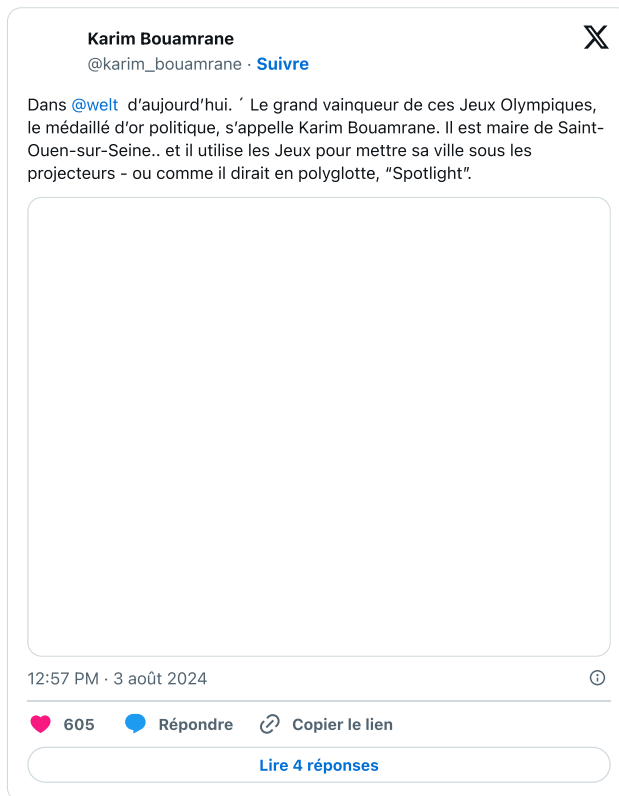 Karim Bouamrane
@karim_bouamrane · Suivre
Dans @welt d’aujourd’hui. ´ Le grand vainqueur de ces Jeux Olympiques,
le médaillé d’or politique, s’appelle Karim Bouamrane. Il est maire de Saint-
Ouen-sur-Seine.. et il utilise les Jeux pour mettre sa ville sous les
projecteurs - ou comme il dirait en polyglotte, “Spotlight”.
12:57 PM · 3 août 2024
605 Répondre Copier le lien
Lire 4 réponses